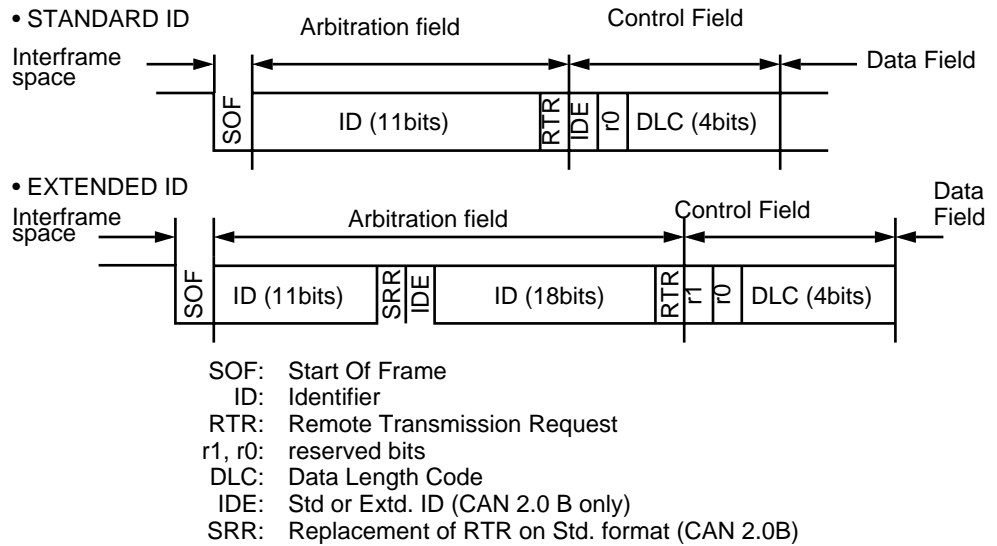 • STANDARD ID
Arbitration field
Control Field
Interframe
space
Data Field
SOF
ID (11bits)
RTR
IDE
r0
DLC (4bits)
• EXTENDED ID
Interframe
space
Arbitration field
Control Field
Data
Field
SOF
ID (11bits)
SRR
IDE
ID (18bits)
RTR
r1
r0
DLC (4bits)
SOF: Start Of Frame
ID: Identifier
RTR: Remote Transmission Request
r1, r0: reserved bits
DLC: Data Length Code
IDE: Std or Extd. ID (CAN 2.0 B only)
SRR: Replacement of RTR on Std. format (CAN 2.0B)